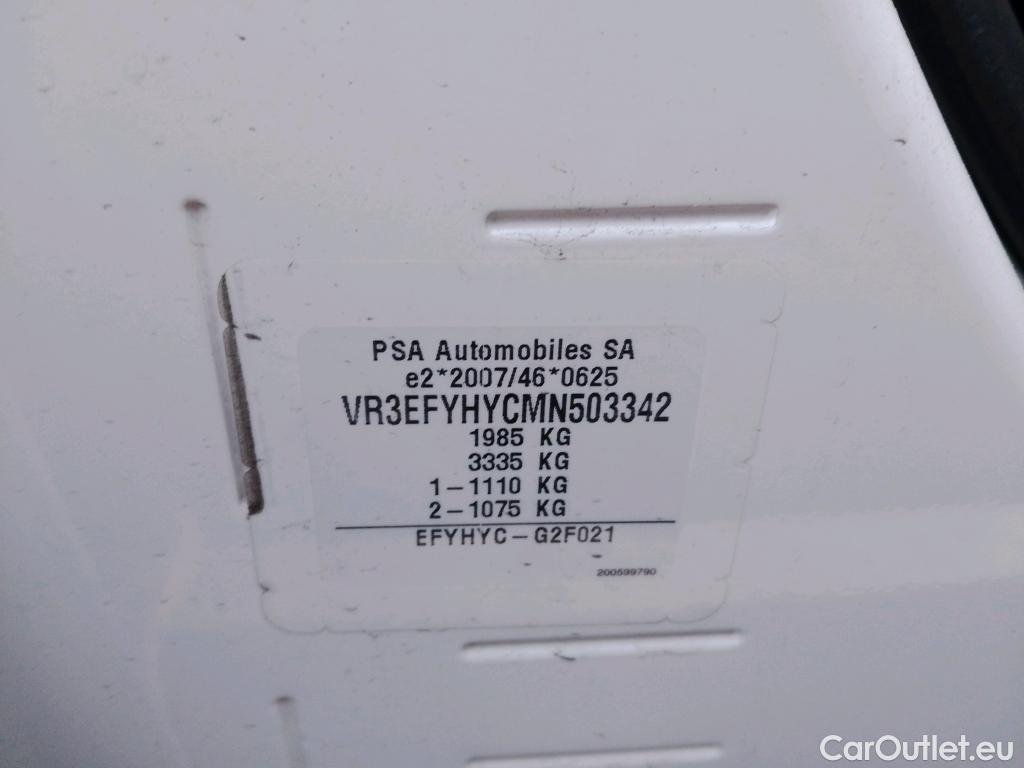 PSA Automobiles SA
e2*2007/46*0625
VR3EFYHYCMN503342
1985 KG
3335 KG
1-1110 KG
2-1075 KG
EFYHYC-G2F021
200599790
CarOutlet.eu